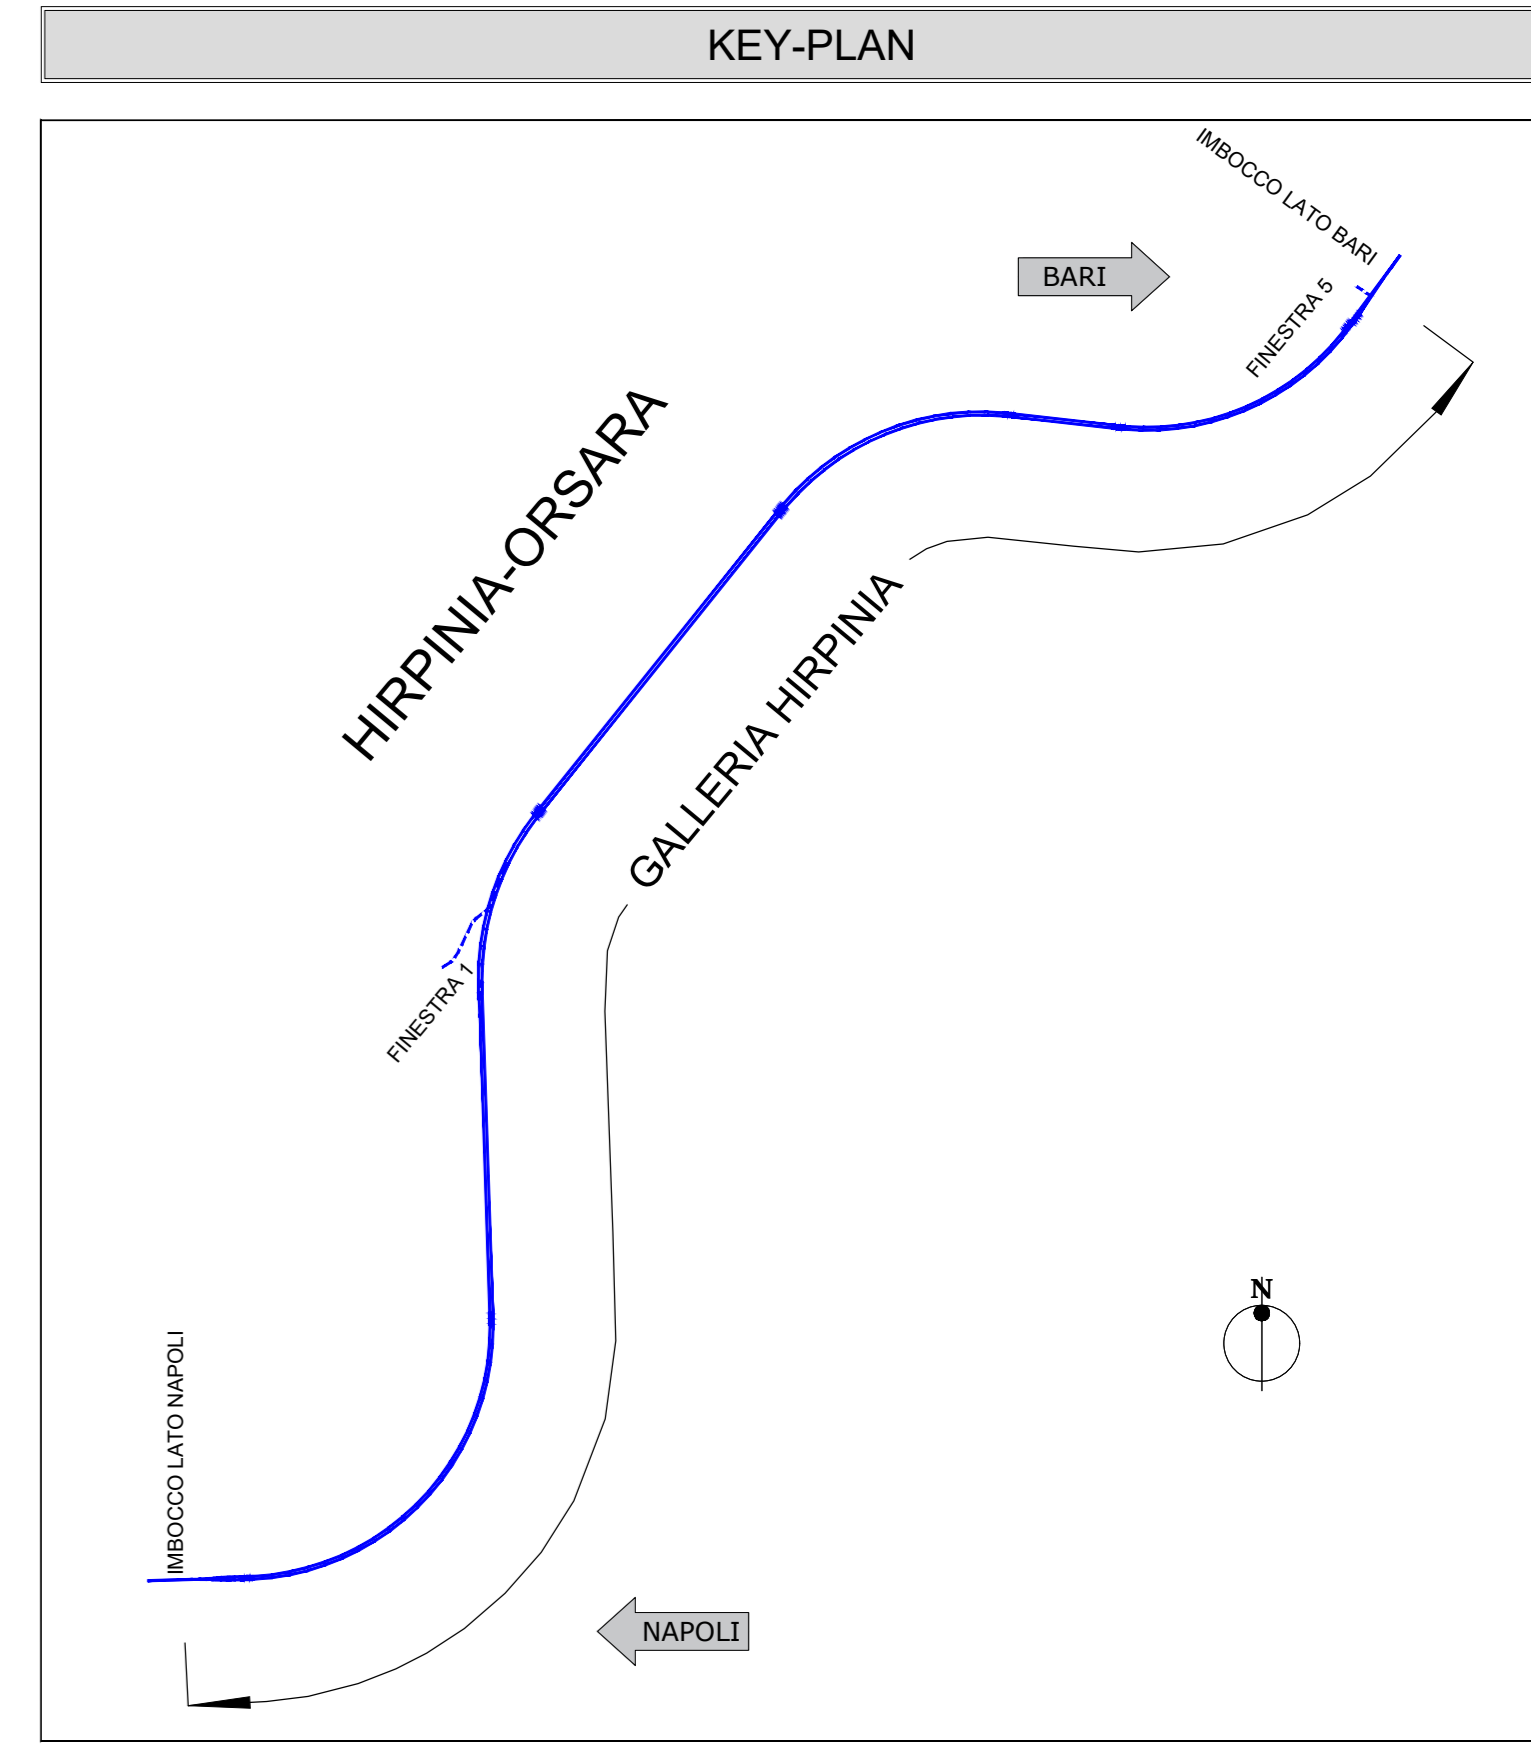 KEY-PLAN
IMBOCCO LATO BARI
BARI
FINESTRA 5
HIRPINIA-ORSARA
GALLERIA HIRPINIA
FINESTRA 1
N
IMBOCCO LATO NAPOLI
NAPOLI